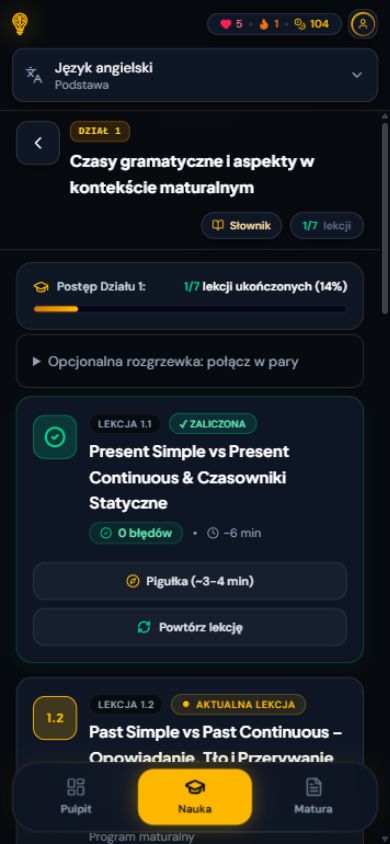 5 • 1 • 104
Język angielski
Podstawa
DZIAŁ 1
Czasy gramatyczne i aspekty w
kontekście maturalnym
Słownik
1/7 lekcji
Postęp Działu 1:
1/7 lekcji ukończonych (14%)
▶ Opcjonalna rozgrzewka: połącz w pary
LEKCJA 1.1
✓ ZALICZONA
Present Simple vs Present
Continuous & Czasowniki
Statyczne
0 błędów • ~6 min
Pigułka (~3-4 min)
Powtórz lekcję
1.2
LEKCJA 1.2
AKTUALNA LEKCJA
Past Simple vs Past Continuous –
Opowiadanie, Tło i Przerywanie
Program maturalny
Pulpit
Nauka
Matura